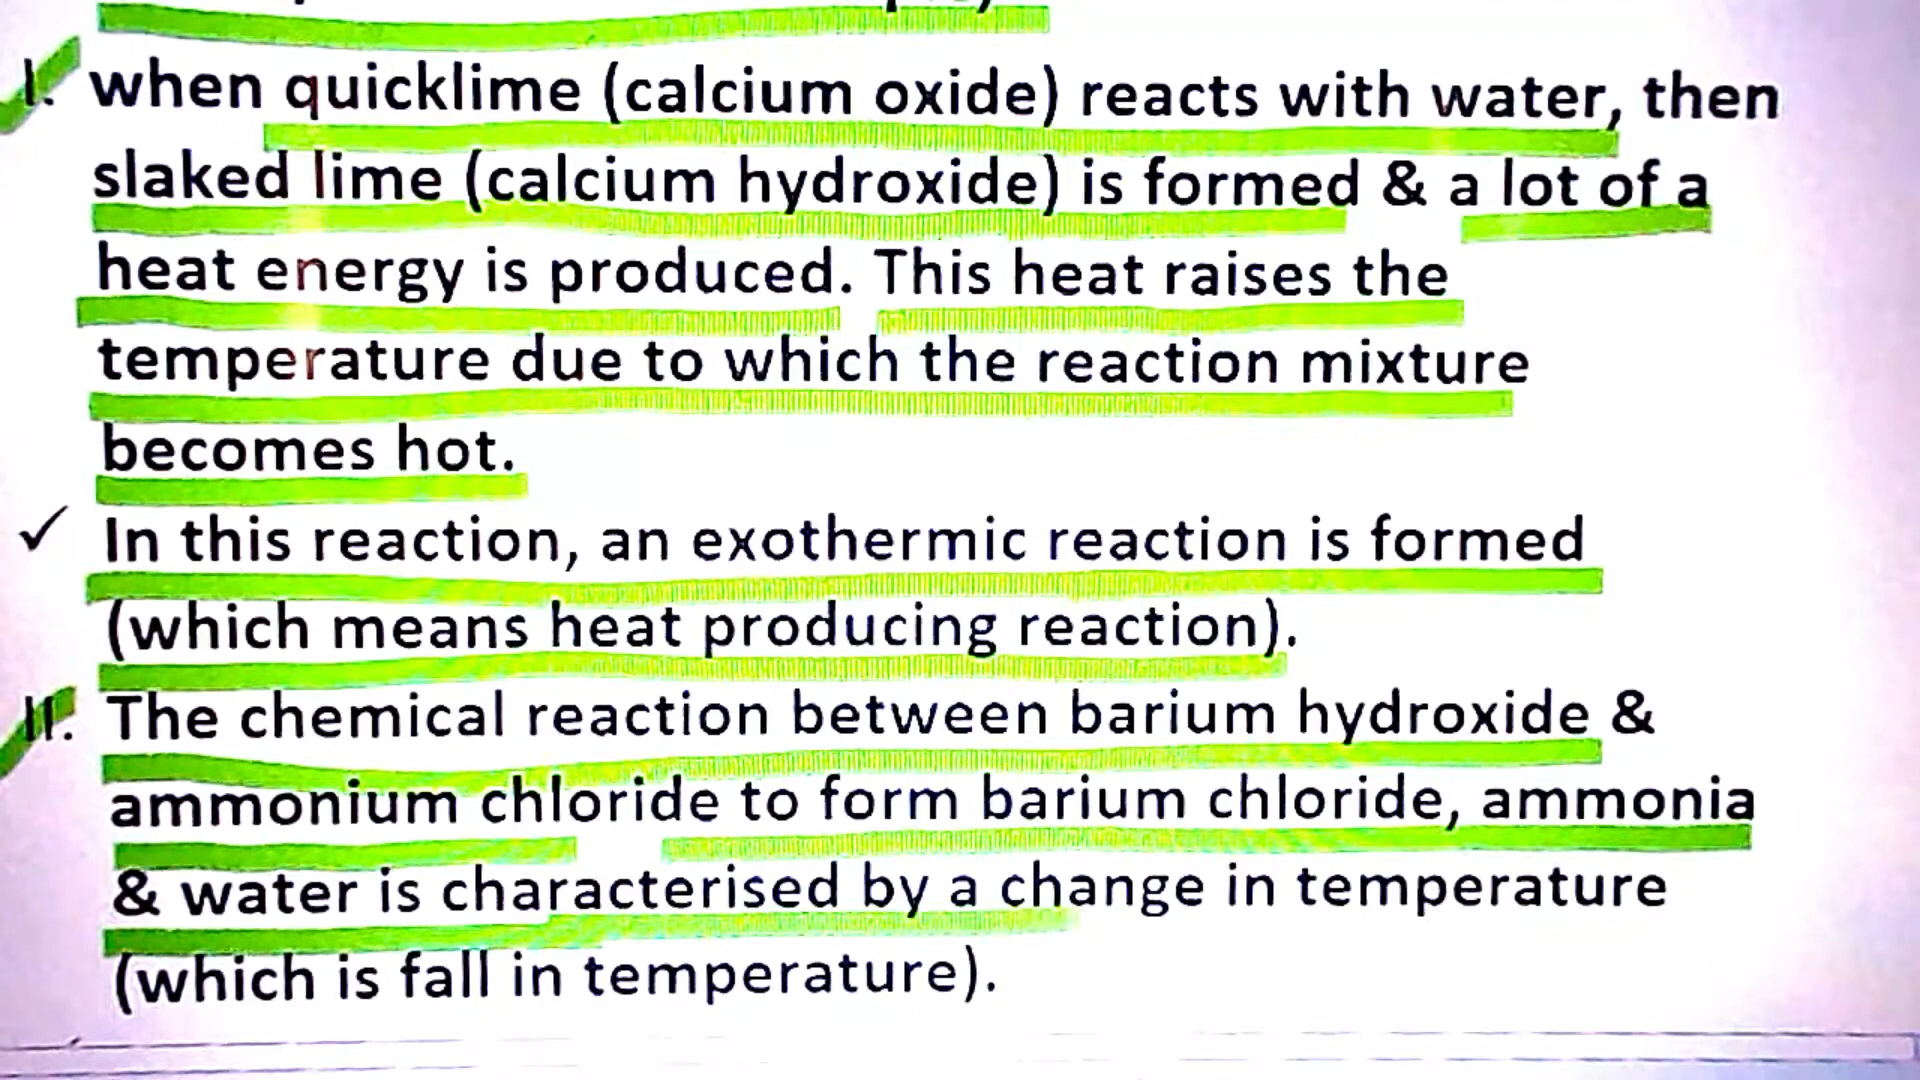 I. when quicklime (calcium oxide) reacts with water, then
slaked lime (calcium hydroxide) is formed & a lot of a
heat energy is produced. This heat raises the
temperature due to which the reaction mixture
becomes hot.
✓ In this reaction, an exothermic reaction is formed
(which means heat producing reaction).
II. The chemical reaction between barium hydroxide &
ammonium chloride to form barium chloride, ammonia
& water is characterised by a change in temperature
(which is fall in temperature).